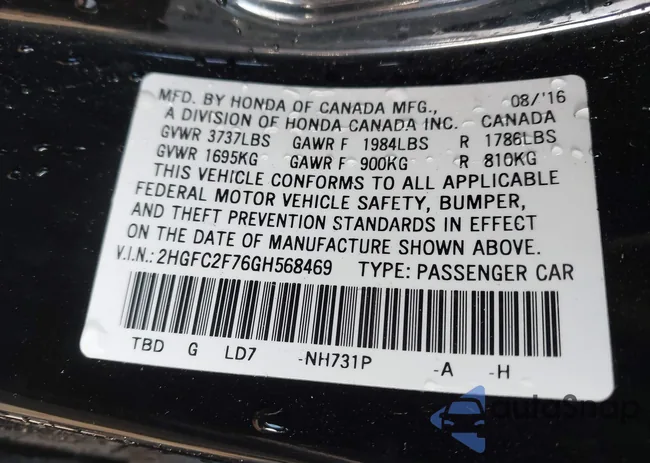 MFD. BY HONDA OF CANADA MFG., 08/'16
A DIVISION OF HONDA CANADA INC. CANADA
GVWR 3737LBS GAWR F 1984LBS R 1786LBS
GVWR 1695KG GAWR F 900KG R 810KG
THIS VEHICLE CONFORMS TO ALL APPLICABLE
FEDERAL MOTOR VEHICLE SAFETY, BUMPER,
AND THEFT PREVENTION STANDARDS IN EFFECT
ON THE DATE OF MANUFACTURE SHOWN ABOVE.
V.I.N.: 2HGFC2F76GH568469 TYPE: PASSENGER CAR
TBD G LD7 -NH731P -A -H
autoSnap